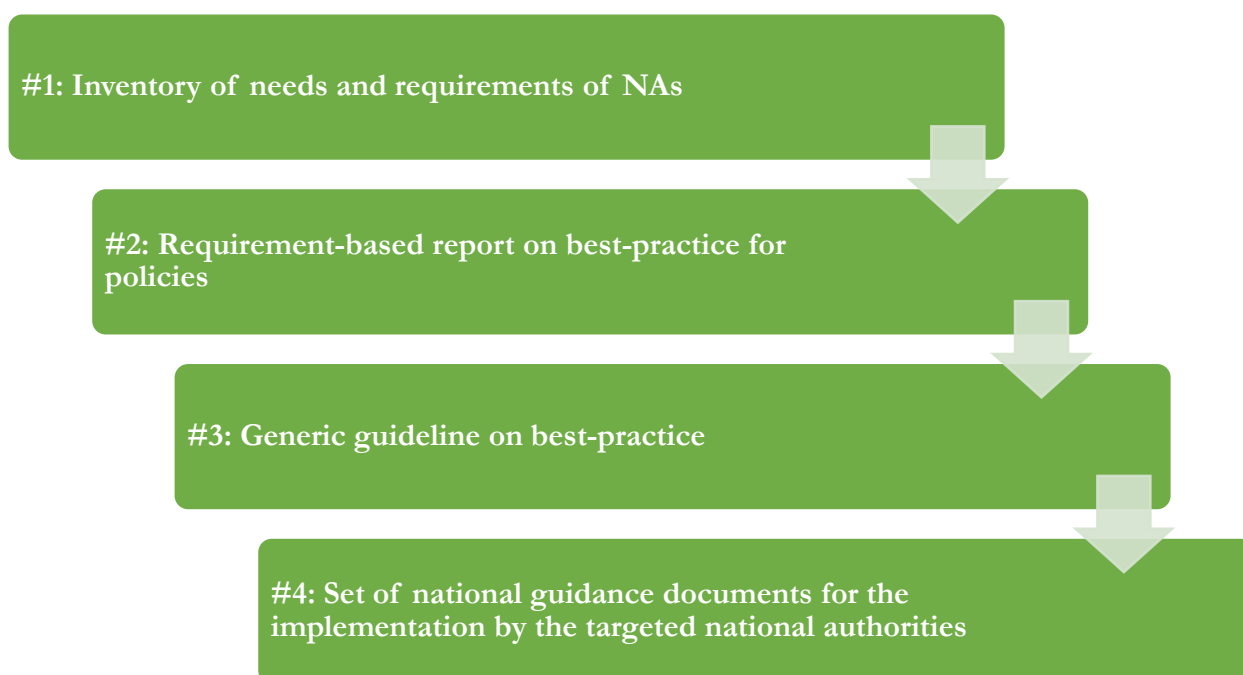 #1: Inventory of needs and requirements of NAs
#2: Requirement-based report on best-practice for
policies
#3: Generic guideline on best-practice
#4: Set of national guidance documents for the
implementation by the targeted national authorities